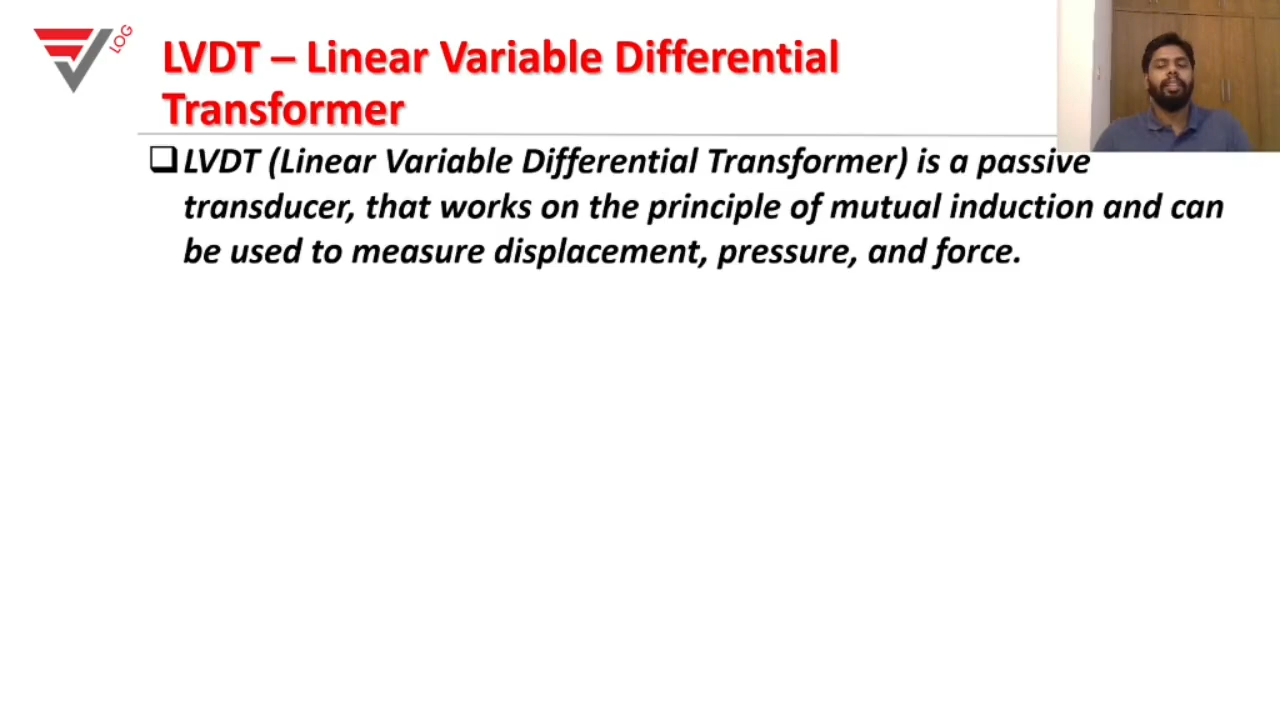 LOG
LVDT – Linear Variable Differential
Transformer
❑LVDT (Linear Variable Differential Transformer) is a passive
transducer, that works on the principle of mutual induction and can
be used to measure displacement, pressure, and force.